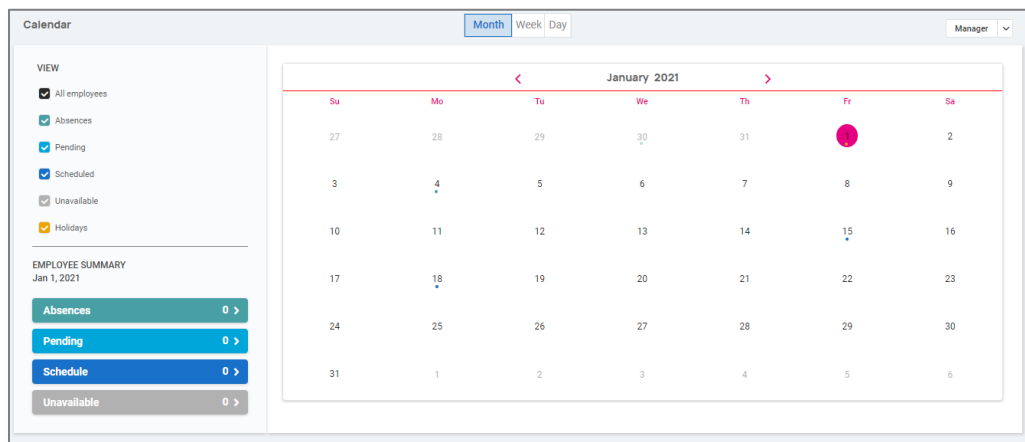 Calendar
Month Week Day
Manager
VIEW
All employees
Absences
Pending
Scheduled
Unavailable
Holidays
EMPLOYEE SUMMARY
Jan 1, 2021
Absences 0
Pending 0
Schedule 0
Unavailable 0
January 2021
Su Mo Tu We Th Fr Sa
27 28 29 30 31 1 2
3 4 5 6 7 8 9
10 11 12 13 14 15 16
17 18 19 20 21 22 23
24 25 26 27 28 29 30
31 1 2 3 4 5 6